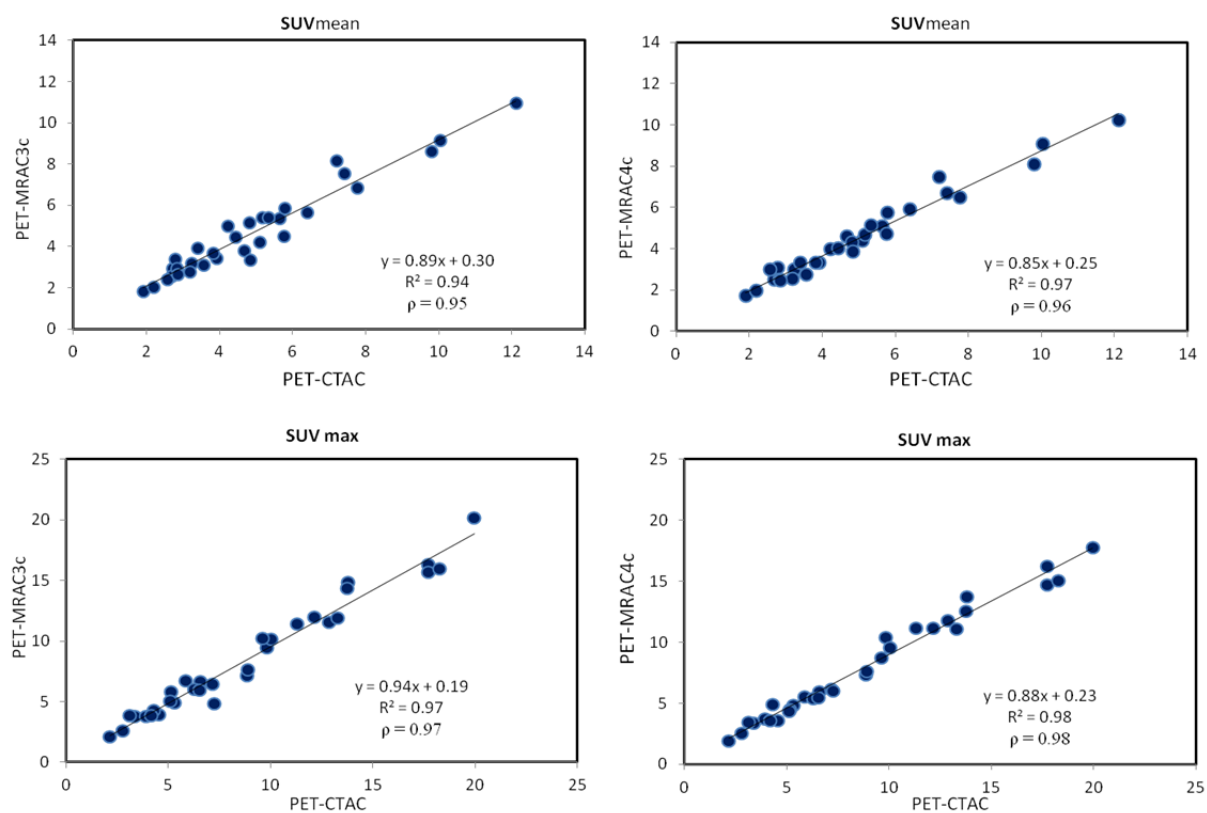 SUVmean
14
12
10
8
6
4
2
0
PET-MRAC3c
y = 0.89x + 0.30
R² = 0.94
ρ = 0.95
0 2 4 6 8 10 12 14
PET-CTAC
SUVmean
14
12
10
8
6
4
2
0
PET-MRAC4c
y = 0.85x + 0.25
R² = 0.97
ρ = 0.96
0 2 4 6 8 10 12 14
PET-CTAC
SUV max
25
20
15
10
5
0
PET-MRAC3c
y = 0.94x + 0.19
R² = 0.97
ρ = 0.97
0 5 10 15 20 25
PET-CTAC
SUV max
25
20
15
10
5
0
PET-MRAC4c
y = 0.88x + 0.23
R² = 0.98
ρ = 0.98
0 5 10 15 20 25
PET-CTAC